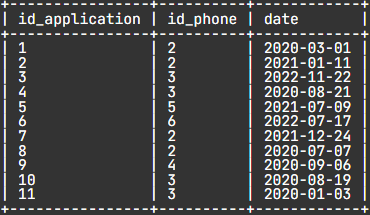 +----------------+----------+------------+
| id_application | id_phone | date       |
+----------------+----------+------------+
| 1              | 2        | 2020-03-01 |
| 2              | 2        | 2021-01-11 |
| 3              | 3        | 2022-11-22 |
| 4              | 3        | 2020-08-21 |
| 5              | 5        | 2021-07-09 |
| 6              | 6        | 2022-07-17 |
| 7              | 2        | 2021-12-24 |
| 8              | 2        | 2020-07-07 |
| 9              | 4        | 2020-09-06 |
| 10             | 3        | 2020-08-19 |
| 11             | 3        | 2020-01-03 |
+----------------+----------+------------+